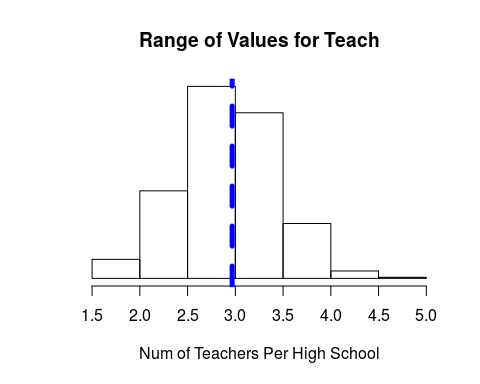 Range of Values for Teach
1.5 2.0 2.5 3.0 3.5 4.0 4.5 5.0
Num of Teachers Per High School